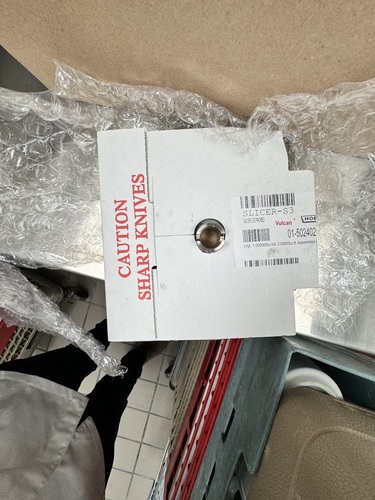 CAUTION
SHARP KNIVES
SLICER-S3
Vulcan
HOB
01-502402